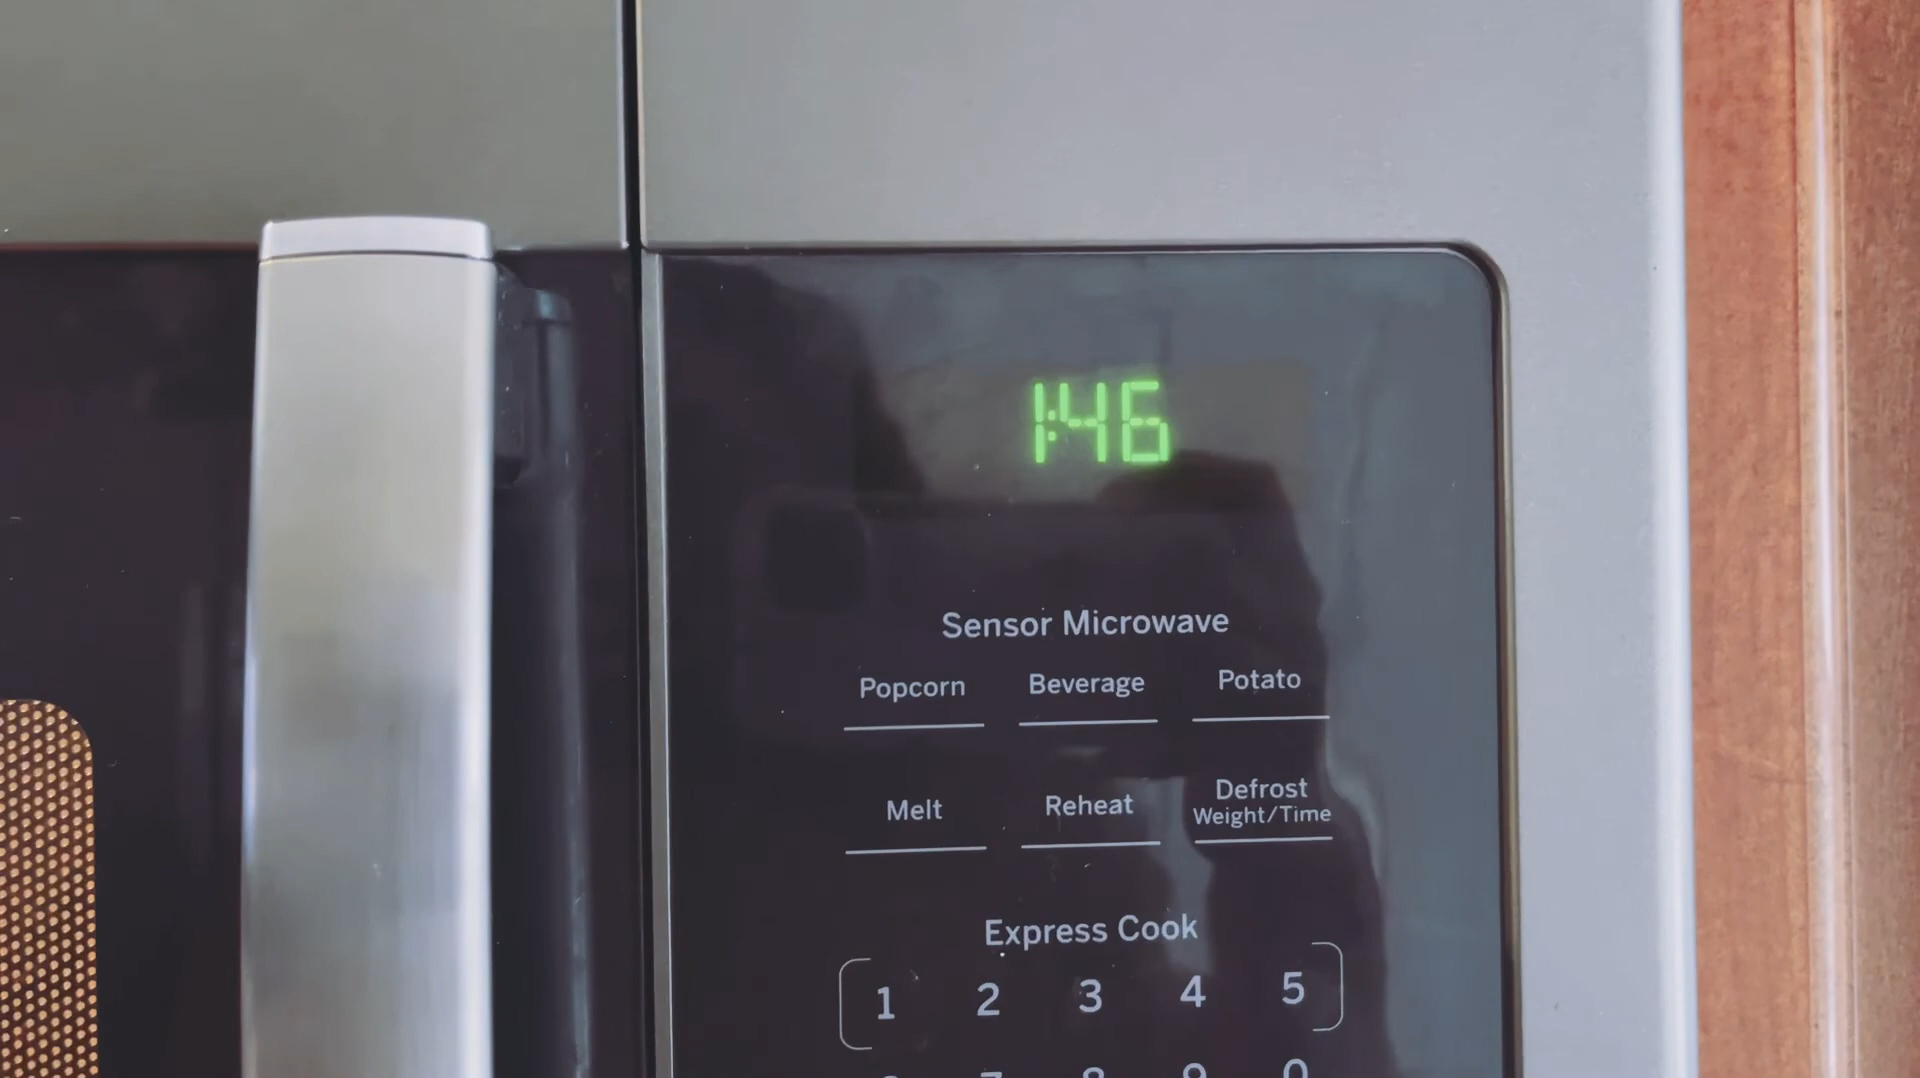 1:46
Sensor Microwave
Popcorn Beverage Potato
Melt Reheat Defrost
Weight/Time
Express Cook
1 2 3 4 5